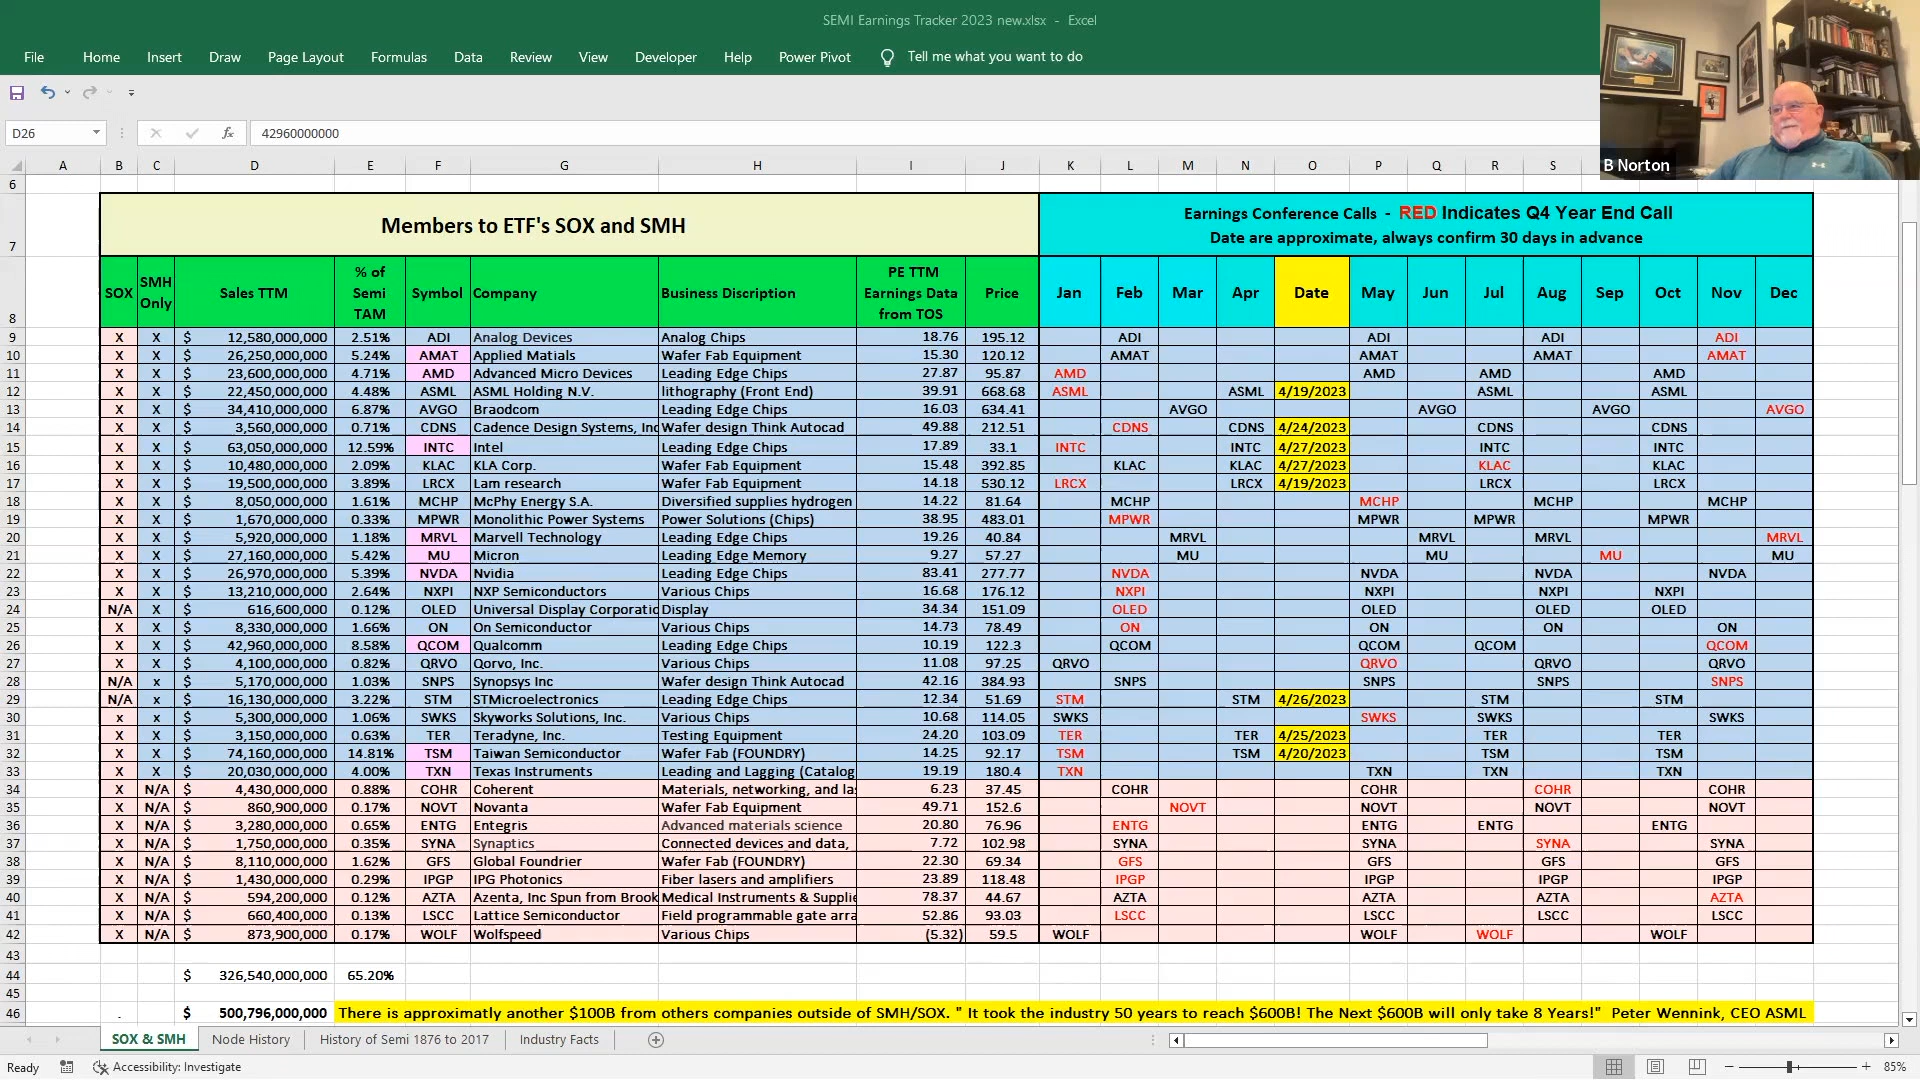 SEMI Earnings Tracker 2023 new.xlsx - Excel
File Home Insert Draw Page Layout Formulas Data Review View Developer Help Power Pivot Tell me what you want to do
D26 fx 42960000000
B Norton
A B C D E F G H I J K L M N O P Q R S
6
7 Members to ETF's SOX and SMH Earnings Conference Calls - RED Indicates Q4 Year End Call
Date are approximate, always confirm 30 days in advance
8 SOX SMH Only Sales TTM % of Semi TAM Symbol Company Business Discription PE TTM Earnings Data from TOS Price Jan Feb Mar Apr Date May Jun Jul Aug Sep Oct Nov Dec
9 X X $ 12,580,000,000 2.51% ADI Analog Devices Analog Chips 18.76 195.12 ADI ADI ADI ADI
10 X X $ 26,250,000,000 5.24% AMAT Applied Matials Wafer Fab Equipment 15.30 120.12 AMAT AMAT AMAT AMAT
11 X X $ 23,600,000,000 4.71% AMD Advanced Micro Devices Leading Edge Chips 27.87 95.87 AMD AMD AMD AMD
12 X X $ 22,450,000,000 4.48% ASML ASML Holding N.V. lithography (Front End) 39.91 668.68 ASML ASML 4/19/2023 ASML ASML
13 X X $ 34,410,000,000 6.87% AVGO Braodcom Leading Edge Chips 16.03 634.41 AVGO AVGO AVGO AVGO
14 X X $ 3,560,000,000 0.71% CDNS Cadence Design Systems, Inc Wafer design Think Autocad 49.88 212.51 CDNS CDNS 4/24/2023 CDNS CDNS
15 X X $ 63,050,000,000 12.59% INTC Intel Leading Edge Chips 17.89 33.1 INTC INTC 4/27/2023 INTC INTC
16 X X $ 10,480,000,000 2.09% KLAC KLA Corp. Wafer Fab Equipment 15.48 392.85 KLAC KLAC 4/27/2023 KLAC KLAC
17 X X $ 19,500,000,000 3.89% LRCX Lam research Wafer Fab Equipment 14.18 530.12 LRCX LRCX 4/19/2023 LRCX LRCX
18 X X $ 8,050,000,000 1.61% MCHP McPhy Energy S.A. Diversified supplies hydrogen 14.22 81.64 MCHP MCHP MCHP MCHP
19 X X $ 1,670,000,000 0.33% MPWR Monolithic Power Systems Power Solutions (Chips) 38.95 483.01 MPWR MPWR MPWR MPWR
20 X X $ 5,920,000,000 1.18% MRVL Marvell Technology Leading Edge Chips 19.26 40.84 MRVL MRVL MRVL MRVL
21 X X $ 27,160,000,000 5.42% MU Micron Leading Edge Memory 9.27 57.27 MU MU MU MU
22 X X $ 26,970,000,000 5.39% NVDA Nvidia Leading Edge Chips 83.41 277.77 NVDA NVDA NVDA NVDA
23 X X $ 13,210,000,000 2.64% NXPI NXP Semiconductors Various Chips 16.68 176.12 NXPI NXPI NXPI NXPI
24 N/A X $ 616,600,000 0.12% OLED Universal Display Corporatio Display 34.34 151.09 OLED OLED OLED OLED
25 X X $ 8,330,000,000 1.66% ON On Semiconductor Various Chips 14.73 78.49 ON ON ON ON
26 X X $ 42,960,000,000 8.58% QCOM Qualcomm Leading Edge Chips 10.19 122.3 QCOM QCOM QCOM QCOM
27 X X $ 4,100,000,000 0.82% QRVO Qorvo, Inc. Various Chips 11.08 97.25 QRVO QRVO QRVO QRVO
28 N/A x $ 5,170,000,000 1.03% SNPS Synopsys Inc Wafer design Think Autocad 42.16 384.93 SNPS SNPS SNPS SNPS
29 N/A x $ 16,130,000,000 3.22% STM STMicroelectronics Leading Edge Chips 12.34 51.69 STM STM 4/26/2023 STM STM
30 x x $ 5,300,000,000 1.06% SWKS Skyworks Solutions, Inc. Various Chips 10.68 114.05 SWKS SWKS SWKS SWKS
31 X X $ 3,150,000,000 0.63% TER Teradyne, Inc. Testing Equipment 24.20 103.09 TER TER 4/25/2023 TER TER
32 X X $ 74,160,000,000 14.81% TSM Taiwan Semiconductor Wafer Fab (FOUNDRY) 14.25 92.17 TSM TSM 4/20/2023 TSM TSM
33 X X $ 20,030,000,000 4.00% TXN Texas Instruments Leading and Lagging (Catalog 19.19 180.4 TXN TXN TXN TXN
34 X N/A $ 4,430,000,000 0.88% COHR Coherent Materials, networking, and la 6.23 37.45 COHR COHR COHR COHR
35 X N/A $ 860,900,000 0.17% NOVT Novanta Wafer Fab Equipment 49.71 152.6 NOVT NOVT NOVT NOVT
36 X N/A $ 3,280,000,000 0.65% ENTG Entegris Advanced materials science 20.80 76.96 ENTG ENTG ENTG ENTG
37 X N/A $ 1,750,000,000 0.35% SYNA Synaptics Connected devices and data, 7.72 102.98 SYNA SYNA SYNA SYNA
38 X N/A $ 8,110,000,000 1.62% GFS Global Foundrier Wafer Fab (FOUNDRY) 22.30 69.34 GFS GFS GFS GFS
39 X N/A $ 1,430,000,000 0.29% IPGP IPG Photonics Fiber lasers and amplifiers 23.89 118.48 IPGP IPGP IPGP IPGP
40 X N/A $ 594,200,000 0.12% AZTA Azenta, Inc Spun from Brook Medical Instruments & Supplie 78.37 44.67 AZTA AZTA AZTA AZTA
41 X N/A $ 660,400,000 0.13% LSCC Lattice Semiconductor Field programmable gate arra 52.86 93.03 LSCC LSCC LSCC LSCC
42 X N/A $ 873,900,000 0.17% WOLF Wolfspeed Various Chips (5.32) 59.5 WOLF WOLF WOLF WOLF
43
44 $ 326,540,000,000 65.20%
45
46 . $ 500,796,000,000 There is approximatly another $100B from others companies outside of SMH/SOX. " It took the industry 50 years to reach $600B! The Next $600B will only take 8 Years!" Peter Wennink, CEO ASML
SOX & SMH Node History History of Semi 1876 to 2017 Industry Facts
Ready Accessibility: Investigate 85%